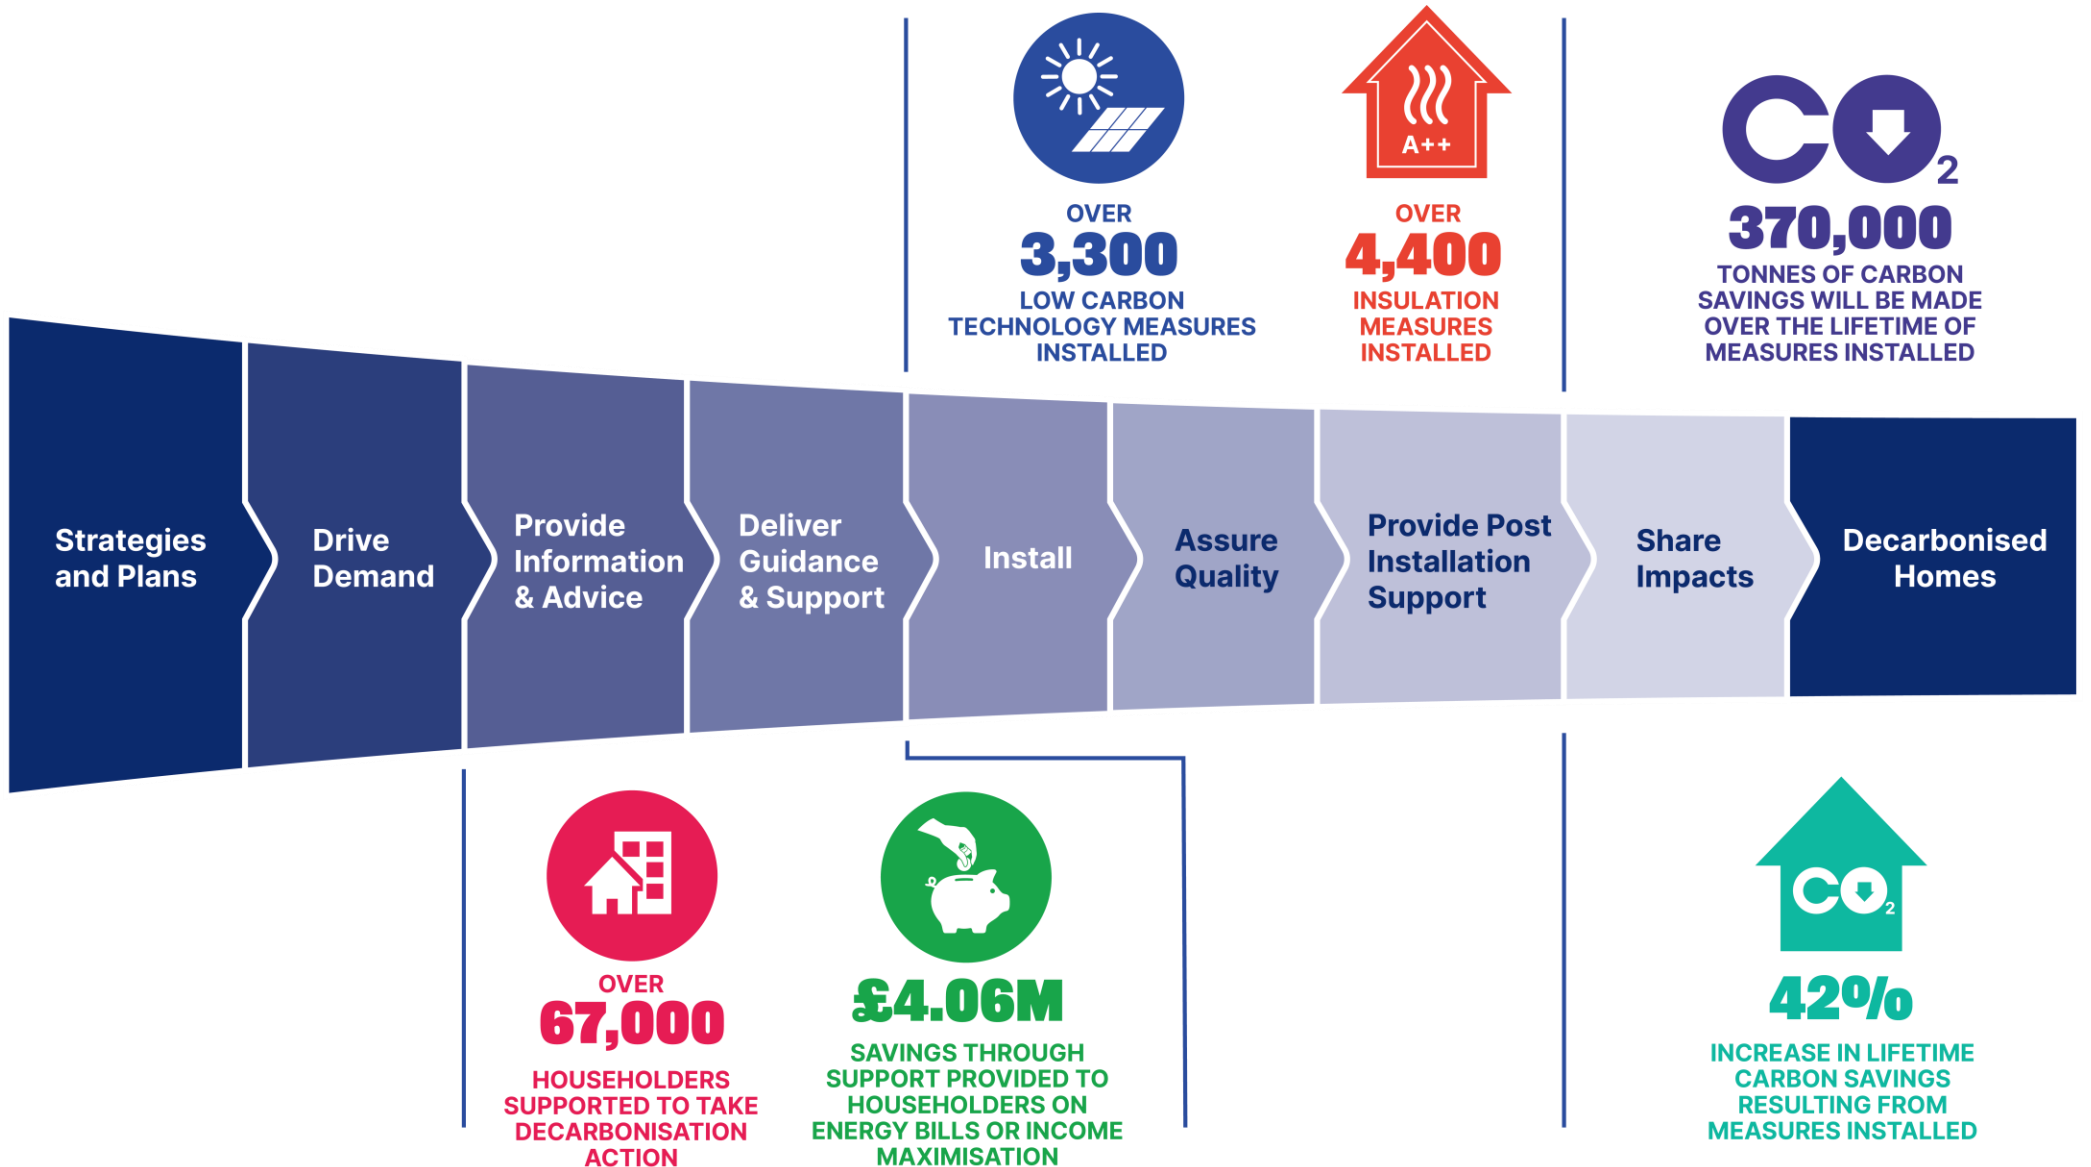 A++
CO2
OVER
3,300
LOW CARBON
TECHNOLOGY MEASURES
INSTALLED
OVER
4,400
INSULATION
MEASURES
INSTALLED
370,000
TONNES OF CARBON
SAVINGS WILL BE MADE
OVER THE LIFETIME OF
MEASURES INSTALLED
Strategies
and Plans
Drive
Demand
Provide
Information
& Advice
Deliver
Guidance
& Support
Install
Assure
Quality
Provide Post
Installation
Support
Share
Impacts
Decarbonised
Homes
OVER
67,000
HOUSEHOLDERS
SUPPORTED TO TAKE
DECARBONISATION
ACTION
£4.06M
SAVINGS THROUGH
SUPPORT PROVIDED TO
HOUSEHOLDERS ON
ENERGY BILLS OR INCOME
MAXIMISATION
CO2
42%
INCREASE IN LIFETIME
CARBON SAVINGS
RESULTING FROM
MEASURES INSTALLED